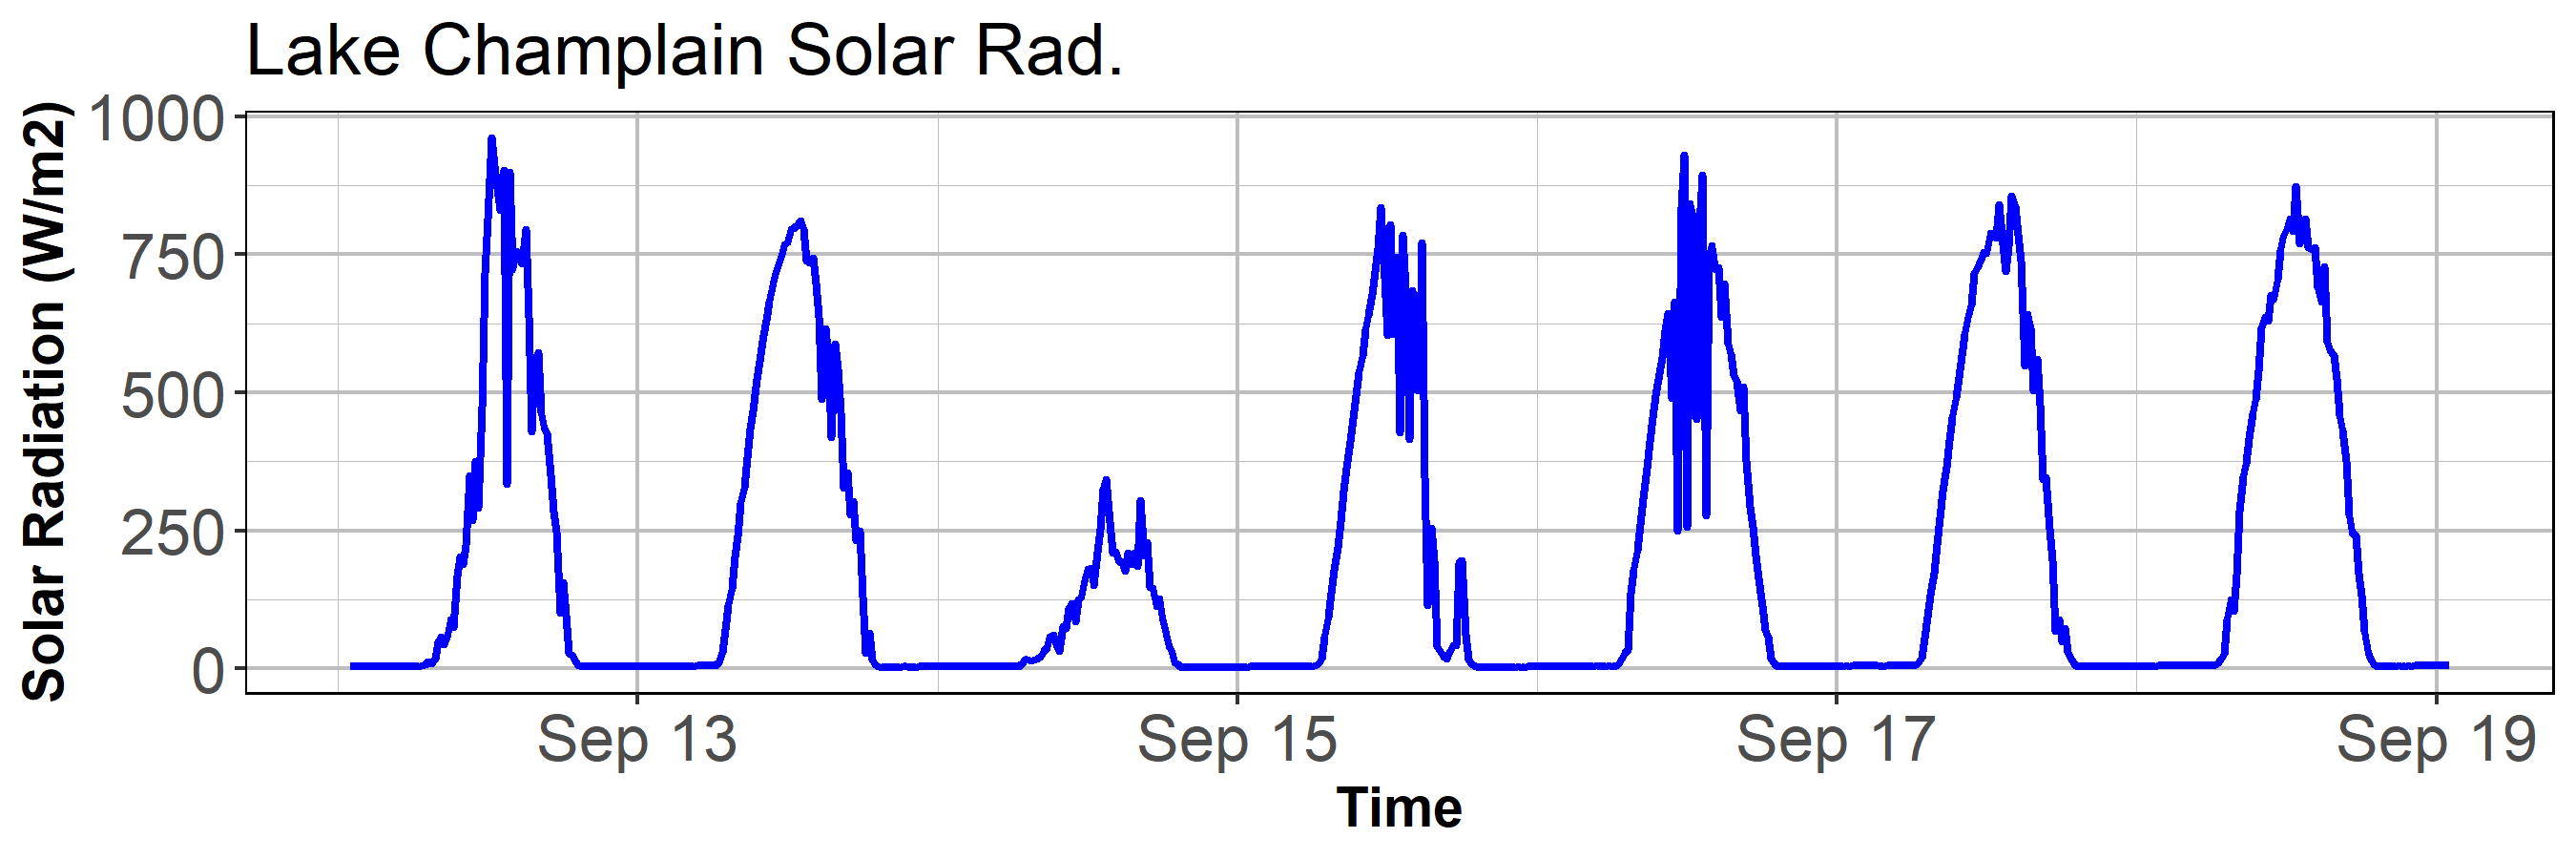 Lake Champlain Solar Rad.
Solar Radiation (W/m2)
1000
750
500
250
0
Sep 13 Sep 15 Sep 17 Sep 19
Time